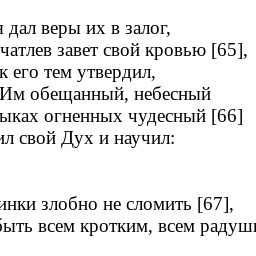 дал веры их в залог,
чатлев завет свой кровью [65],
к его тем утвердил,
Им обещанный, небесный
ыках огненных чудесный [66]
ил свой Дух и научил:
инки злобно не сломить [67],
быть всем кротким, всем радуш